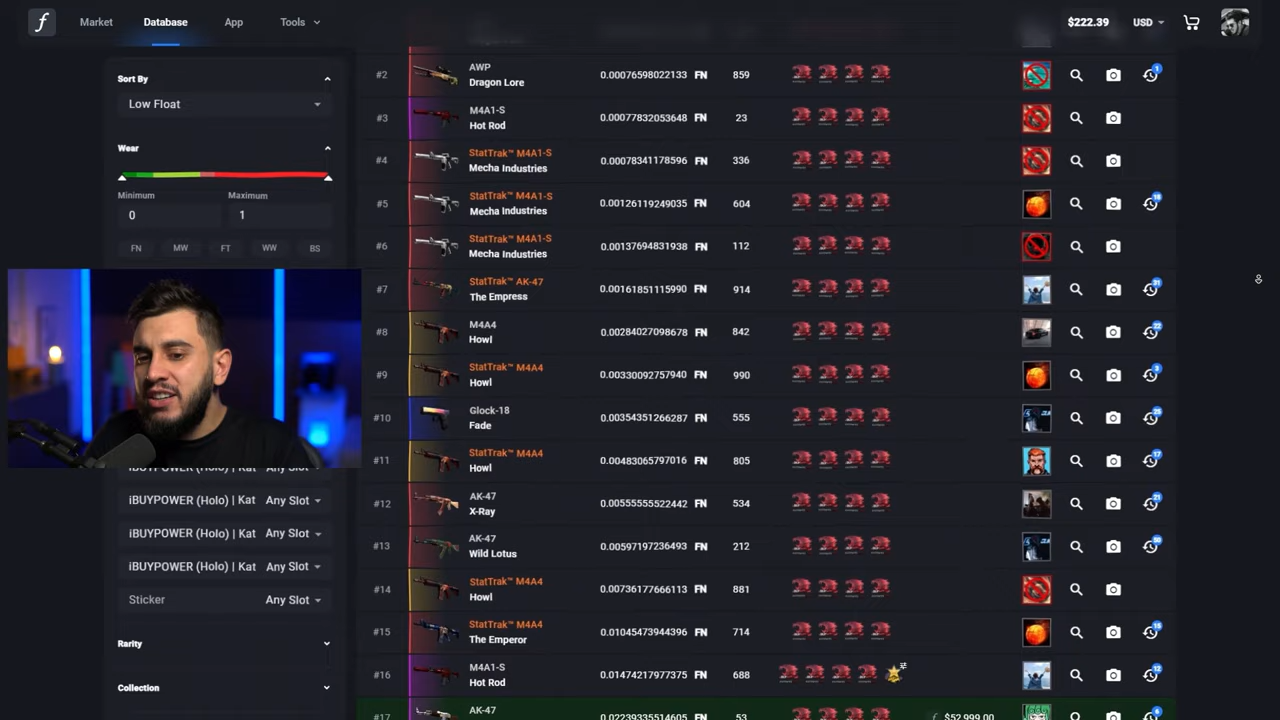 f Market Database App Tools $222.39 USD
Sort By
Low Float
Wear
Minimum Maximum
0 1
FN MW FT WW BS
iBUYPOWER (Holo) | Kat Any Slot
iBUYPOWER (Holo) | Kat Any Slot
iBUYPOWER (Holo) | Kat Any Slot
iBUYPOWER (Holo) | Kat Any Slot
Sticker Any Slot
Rarity
Collection
#2 AWP
Dragon Lore 0.00076598022133 FN 859 1
#3 M4A1-S
Hot Rod 0.00077832053648 FN 23
#4 StatTrak™ M4A1-S
Mecha Industries 0.00078341178596 FN 336
#5 StatTrak™ M4A1-S
Mecha Industries 0.00126119249035 FN 604
#6 StatTrak™ M4A1-S
Mecha Industries 0.00137694831938 FN 112
#7 StatTrak™ AK-47
The Empress 0.00161851115990 FN 914
#8 M4A4
Howl 0.00284027098678 FN 842
#9 StatTrak™ M4A4
Howl 0.00330092757940 FN 990
#10 Glock-18
Fade 0.00354351266287 FN 555
#11 StatTrak™ M4A4
Howl 0.00483065797016 FN 805
#12 AK-47
X-Ray 0.00555555522442 FN 534
#13 AK-47
Wild Lotus 0.00597197236493 FN 212
#14 StatTrak™ M4A4
Howl 0.00736177666113 FN 881
#15 StatTrak™ M4A4
The Emperor 0.01045473944396 FN 714
#16 M4A1-S
Hot Rod 0.01474217977375 FN 688
#17 AK-47
0.02239335514605 FN 53 $52,999.00